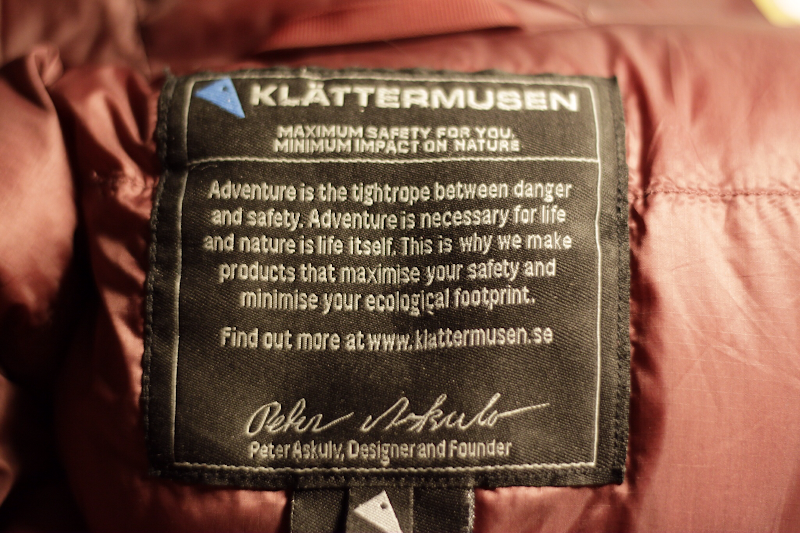 KLÄTTERMUSEN
MAXIMUM SAFETY FOR YOU.
MINIMUM IMPACT ON NATURE
Adventure is the tightrope between danger
and safety. Adventure is necessary for life
and nature is life itself. This is why we make
products that maximise your safety and
minimise your ecological footprint.
Find out more at www.klattermusen.se
Peter Askulv
Peter Askulv, Designer and Founder